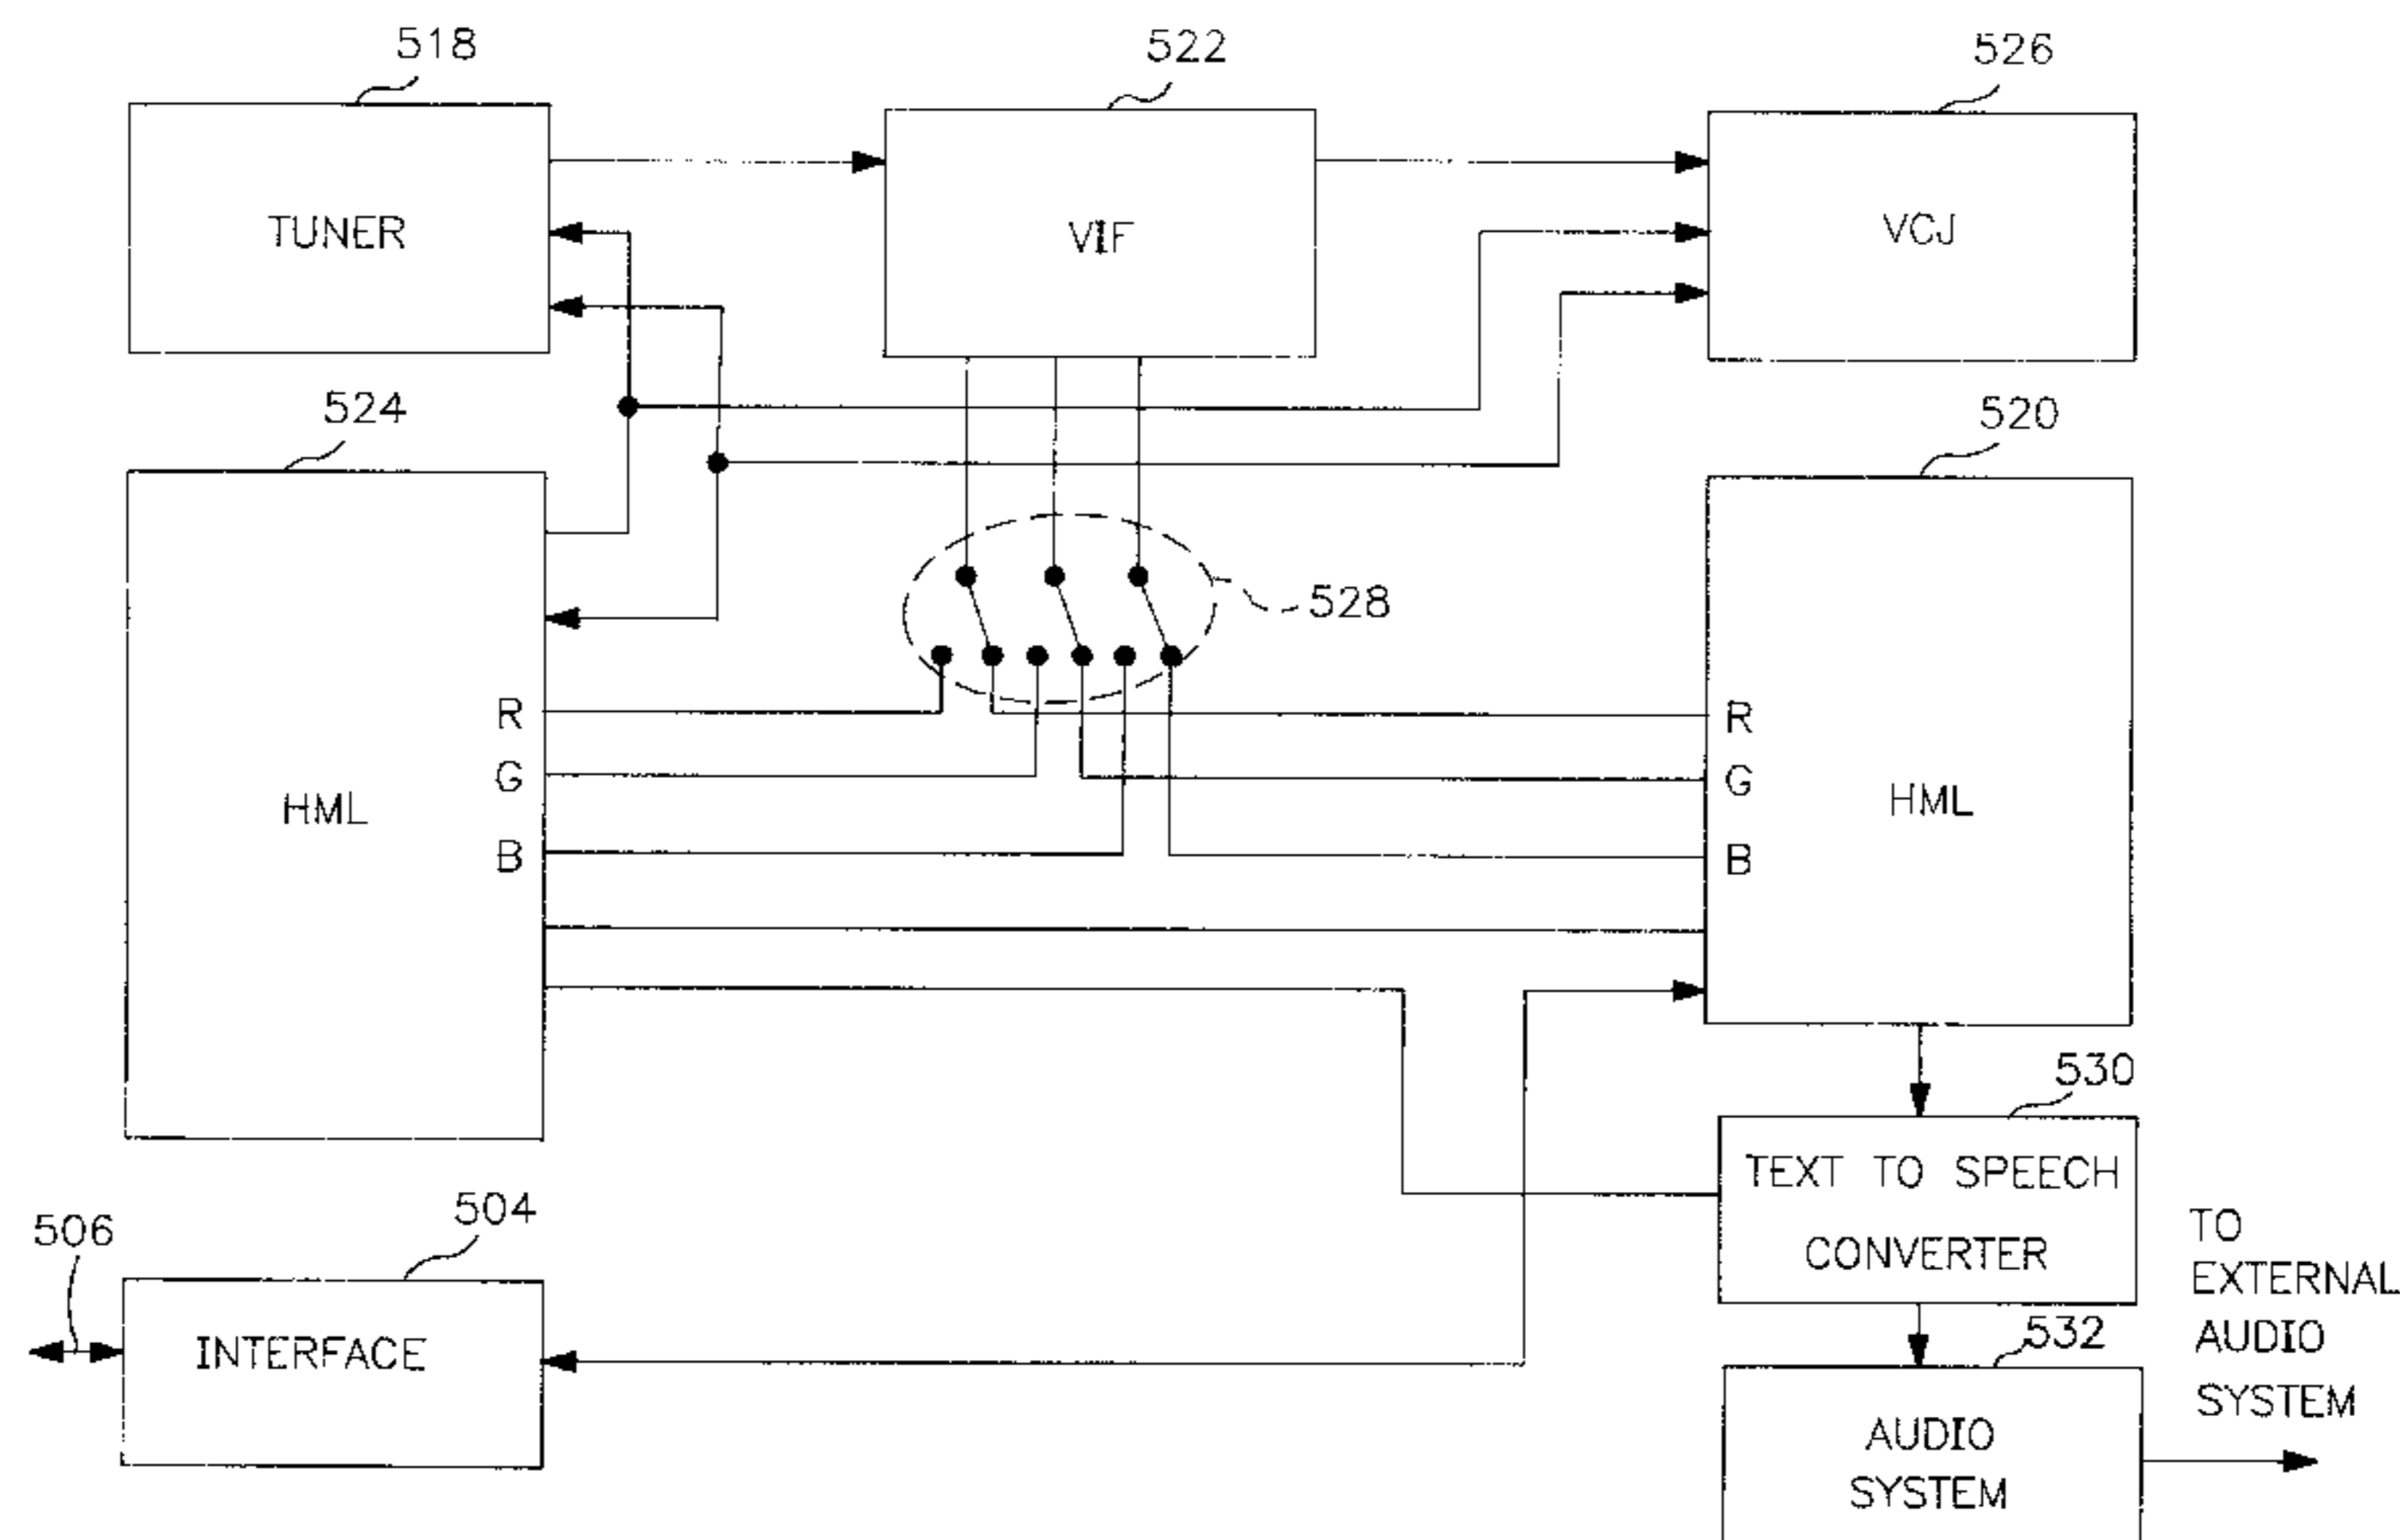 518
522
526
TUNER
VIF
VCJ
524
520
528
R
R
G
G
HML
HML
B
B
530
TEXT TO SPEECH
CONVERTER
506
504
TO
EXTERNAL
AUDIO
SYSTEM
INTERFACE
532
AUDIO
SYSTEM